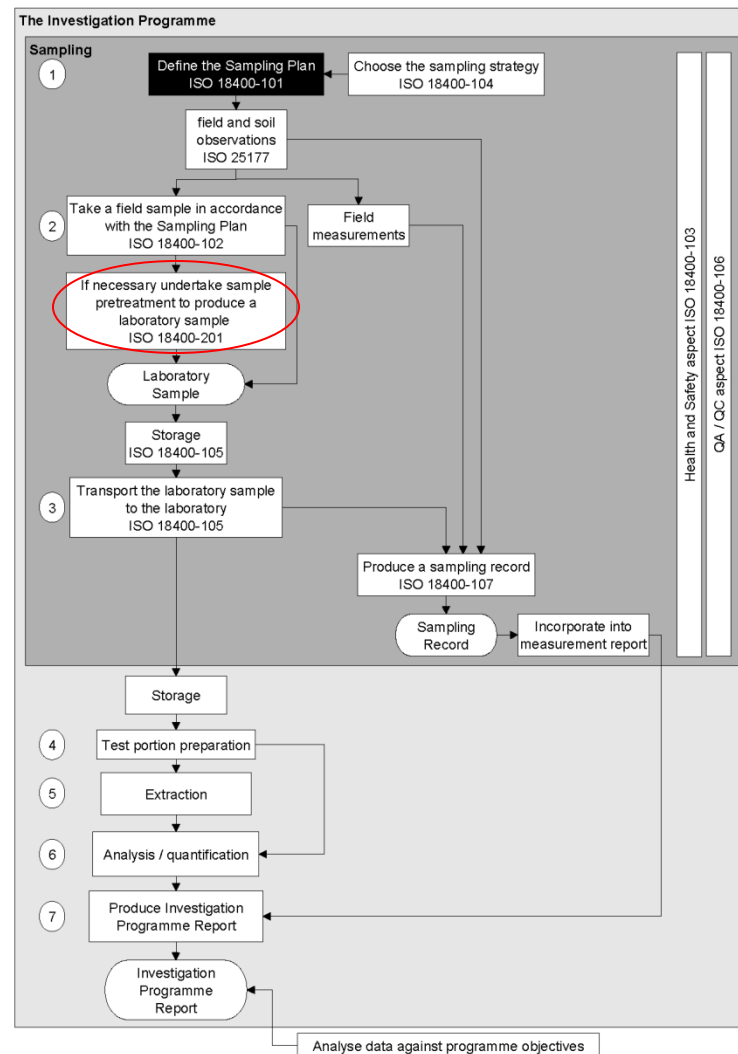 The Investigation Programme
Sampling
1
Define the Sampling Plan
ISO 18400-101
Choose the sampling strategy
ISO 18400-104
field and soil
observations
ISO 25177
2
Take a field sample in accordance
with the Sampling Plan
ISO 18400-102
Field
measurements
If necessary undertake sample
pretreatment to produce a
laboratory sample
ISO 18400-201
Laboratory
Sample
Storage
ISO 18400-105
3
Transport the laboratory sample
to the laboratory
ISO 18400-105
Produce a sampling record
ISO 18400-107
Sampling
Record
Incorporate into
measurement report
Health and Safety aspect ISO 18400-103
QA / QC aspect ISO 18400-106
Storage
4
Test portion preparation
5
Extraction
6
Analysis / quantification
7
Produce Investigation
Programme Report
Investigation
Programme
Report
Analyse data against programme objectives